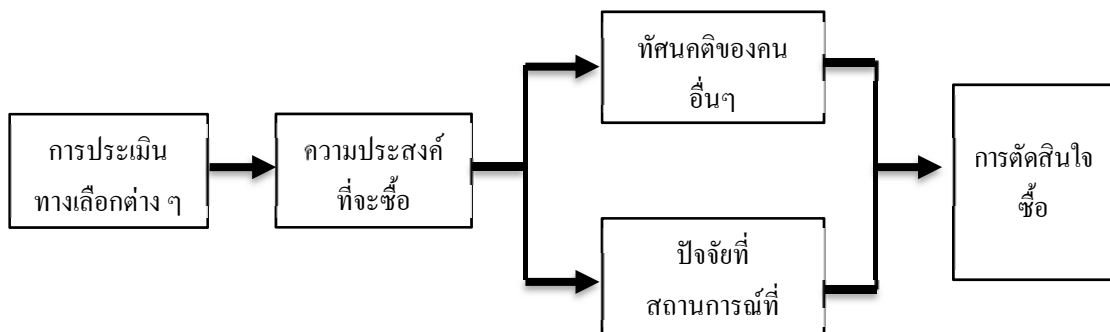 การประเมิน
ทางเลือกต่าง ๆ
ความประสงค์
ที่จะซื้อ
ทัศนคติของคน
อื่นๆ
ปัจจัยที่
สถานการณ์ที่
การตัดสินใจ
ซื้อ